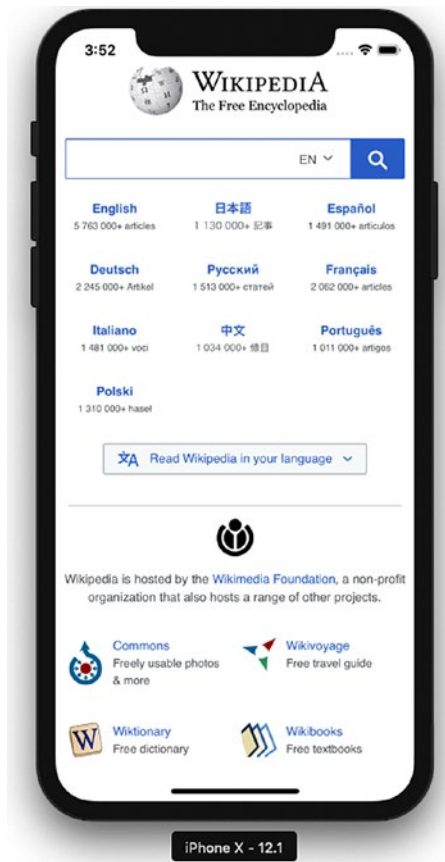 3:52
WIKIPEDIA
The Free Encyclopedia
EN
English
5 763 000+ articles
日本語
1 130 000+ 記事
Español
1 491 000+ artículos
Deutsch
2 245 000+ Artikel
Русский
1 513 000+ статей
Français
2 062 000+ articles
Italiano
1 481 000+ voci
中文
1 034 000+ 條目
Português
1 011 000+ artigos
Polski
1 310 000+ haseł
Read Wikipedia in your language
Wikipedia is hosted by the Wikimedia Foundation, a non-profit
organization that also hosts a range of other projects.
Commons
Freely usable photos
& more
Wikivoyage
Free travel guide
W
Wiktionary
Free dictionary
Wikibooks
Free textbooks
iPhone X - 12.1